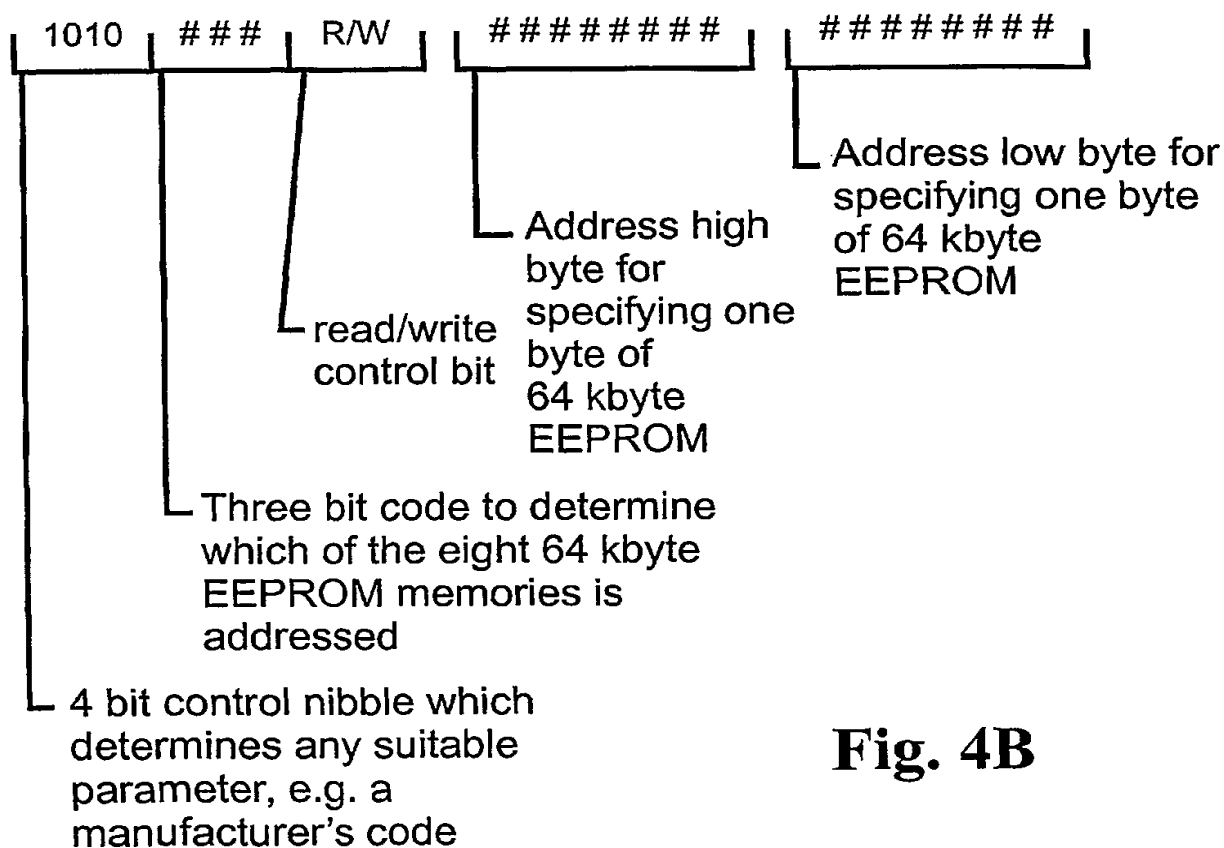 1010 ### R/W ######## ########
Address low byte for
specifying one byte
of 64 kbyte
EEPROM
Address high
byte for
specifying one
byte of
64 kbyte
EEPROM
read/write
control bit
Three bit code to determine
which of the eight 64 kbyte
EEPROM memories is
addressed
4 bit control nibble which
determines any suitable
parameter, e.g. a
manufacturer's code
Fig. 4B